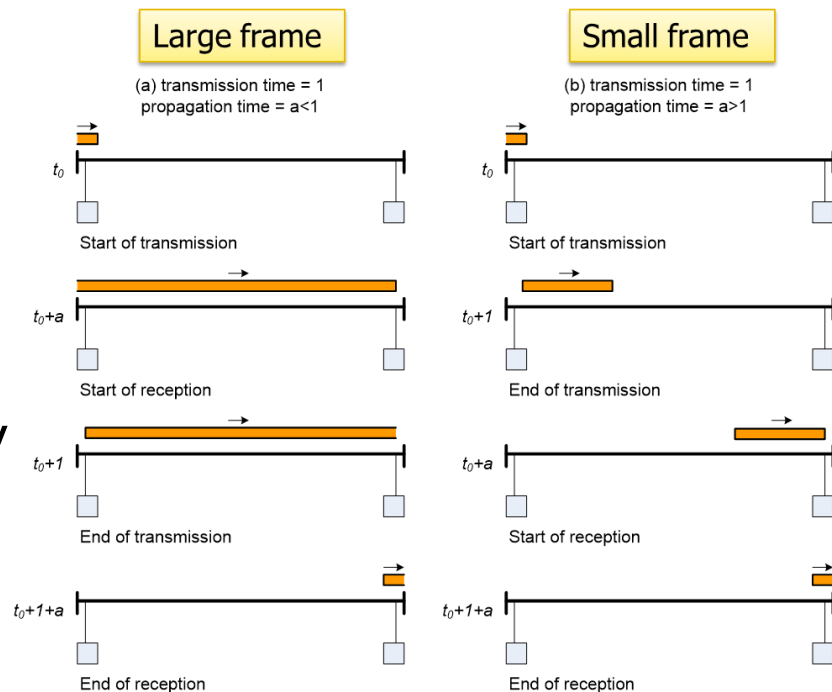 Large frame
(a) transmission time = 1
propagation time = a<1
t0
Start of transmission
t0+a
Start of reception
t0+1
End of transmission
t0+1+a
End of reception
Small frame
(b) transmission time = 1
propagation time = a>1
t0
Start of transmission
t0+1
End of transmission
t0+a
Start of reception
t0+1+a
End of reception